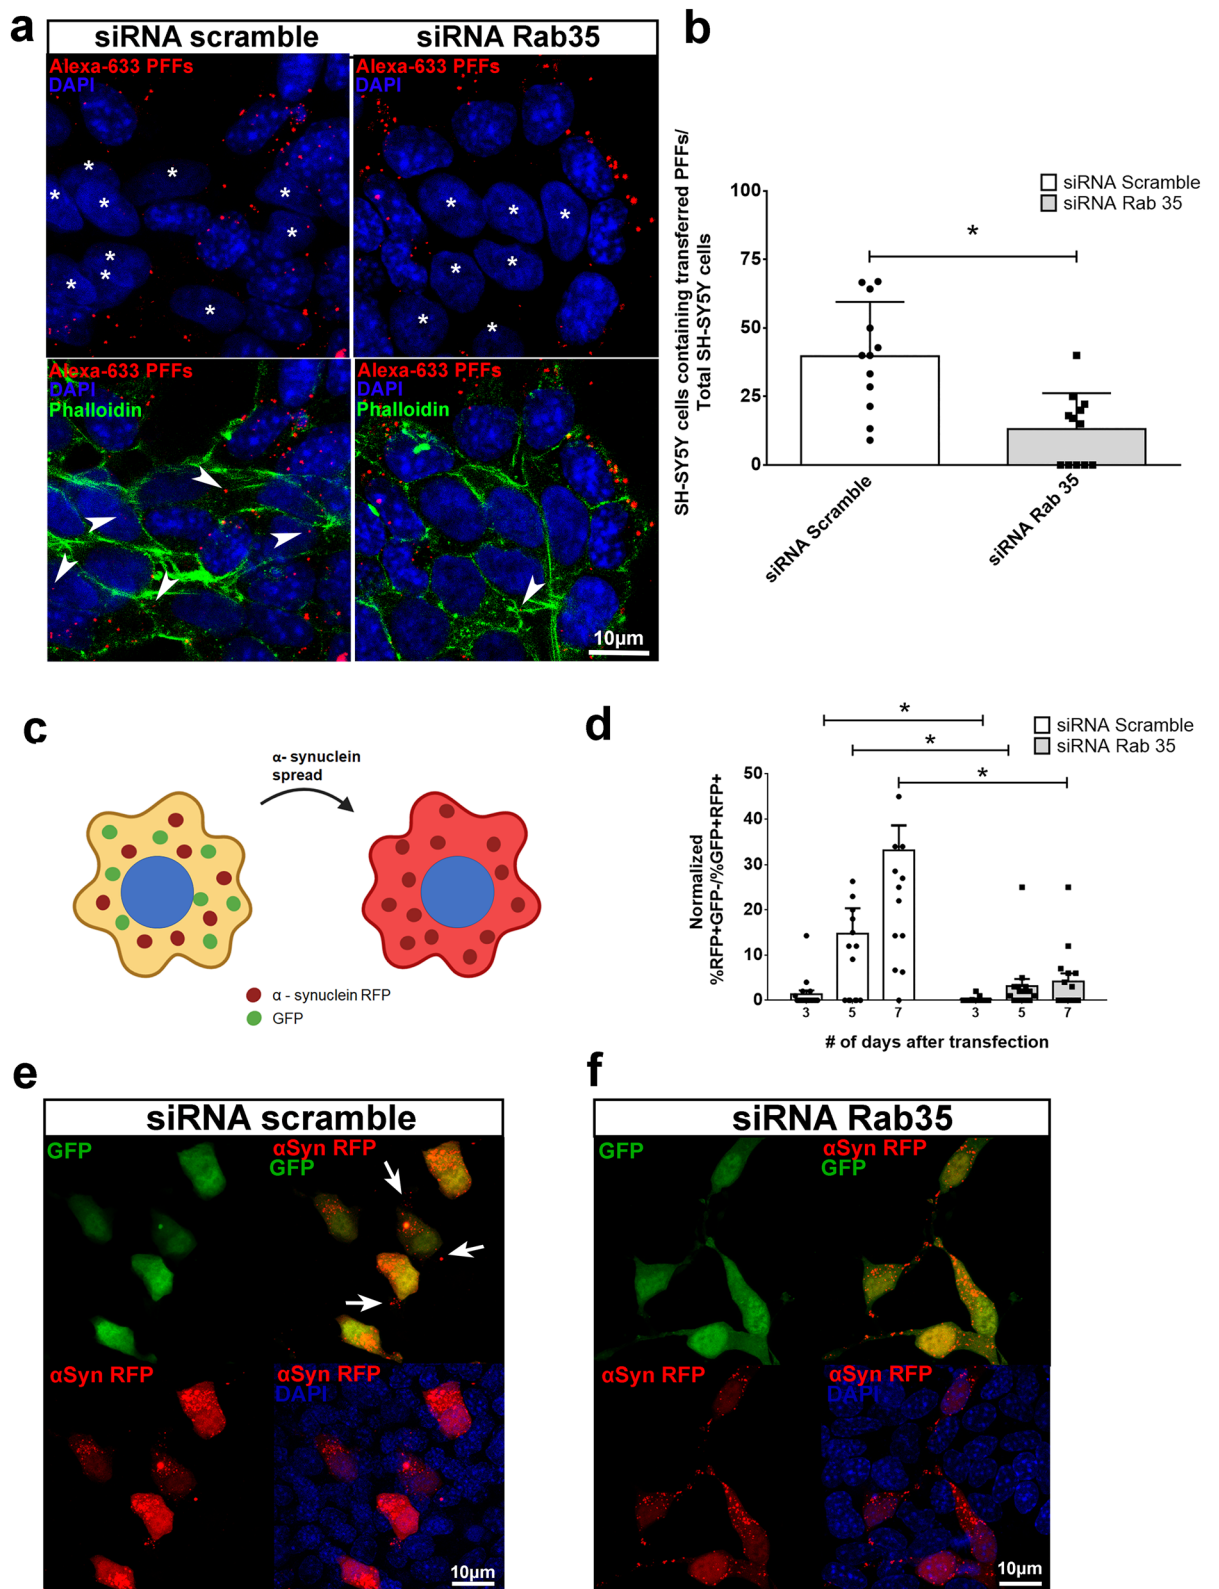 a
siRNA scramble
siRNA Rab35
Alexa-633 PFFs
DAPI
*
*
*
*
*
*
*
*
*
*
Alexa-633 PFFs
DAPI
*
*
*
*
*
*
*
*
Alexa-633 PFFs
DAPI
Phalloidin
Alexa-633 PFFs
DAPI
Phalloidin
10µm
b
SH-SY5Y cells containing transferred PFFs/
Total SH-SY5Y cells
100
75
50
25
0
*
siRNA Scramble
siRNA Rab 35
siRNA Scramble
siRNA Rab 35
c
α- synuclein
spread
α - synuclein RFP
GFP
d
*
*
*
siRNA Scramble
siRNA Rab 35
Normalized
%RFP+GFP-/%GFP+RFP+
50
40
30
20
10
0
3 5 7 3 5 7
# of days after transfection
e
siRNA scramble
GFP
αSyn RFP
GFP
αSyn RFP
αSyn RFP
DAPI
10µm
f
siRNA Rab35
GFP
αSyn RFP
GFP
αSyn RFP
αSyn RFP
DAPI
10µm